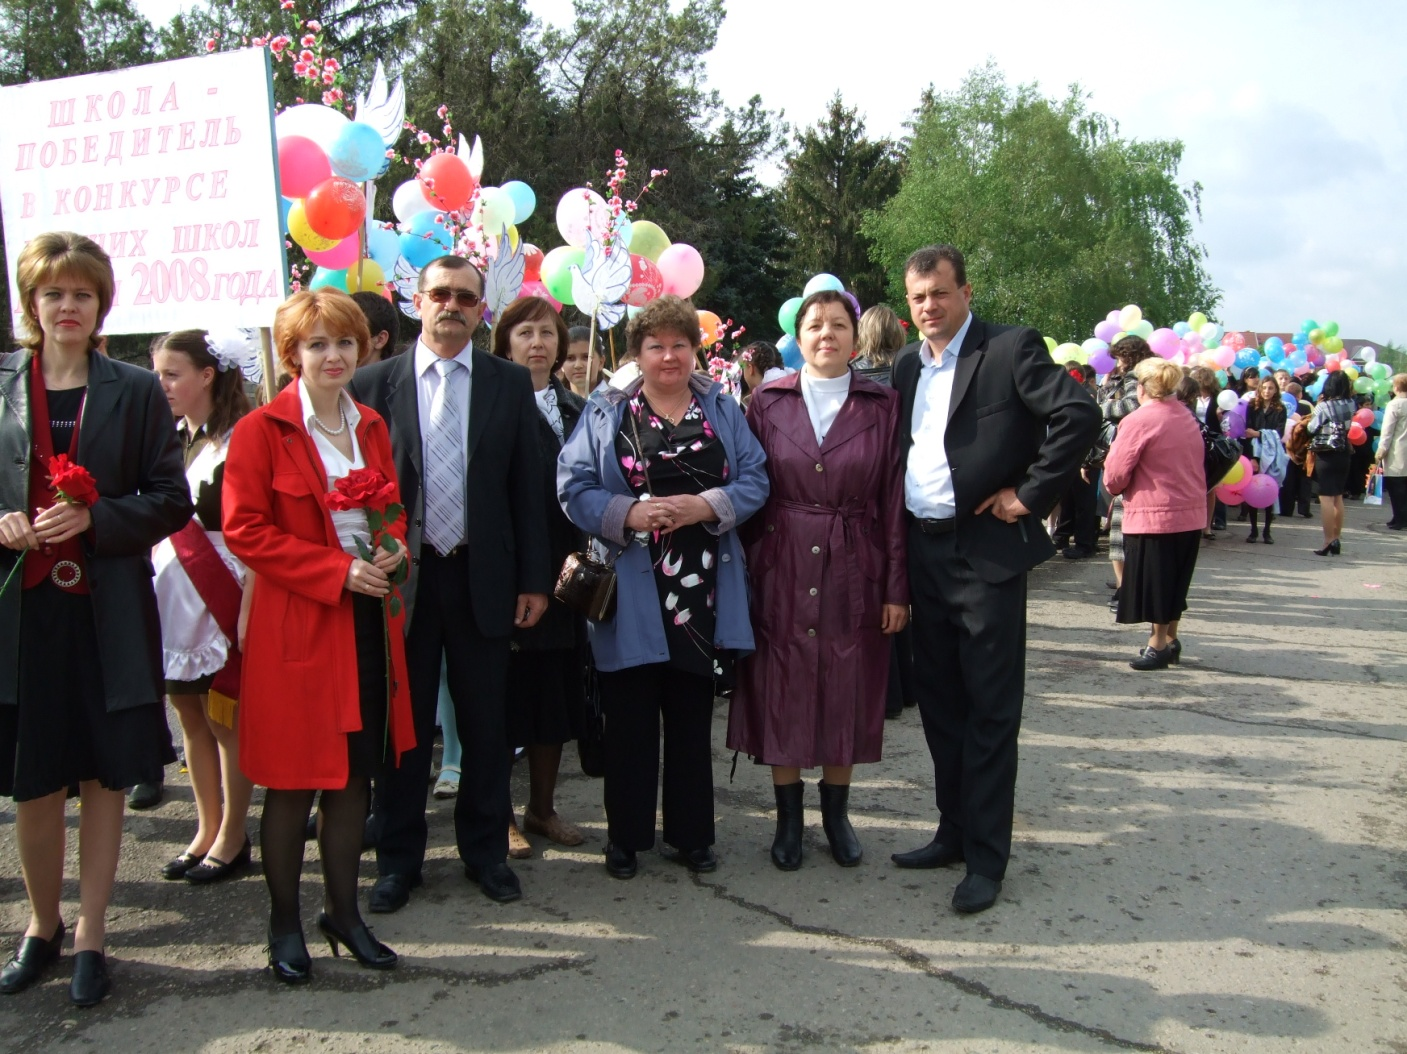 ШКОЛА -
ПОБЕДИТЕЛЬ
В КОНКУРСЕ
ШКОЛ
2008 ГОДА